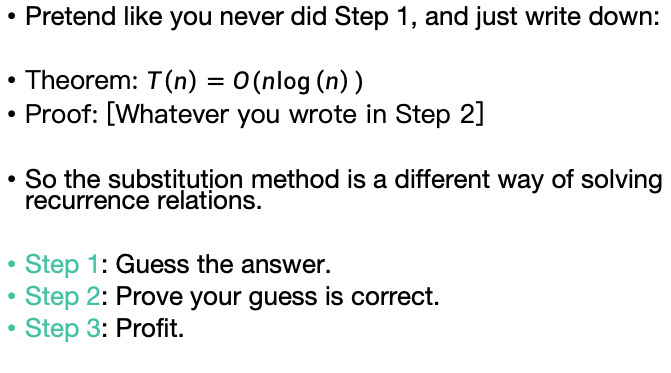 • Pretend like you never did Step 1, and just write down:
• Theorem: T(n) = O(nlog(n))
• Proof: [Whatever you wrote in Step 2]
• So the substitution method is a different way of solving
recurrence relations.
• Step 1: Guess the answer.
• Step 2: Prove your guess is correct.
• Step 3: Profit.